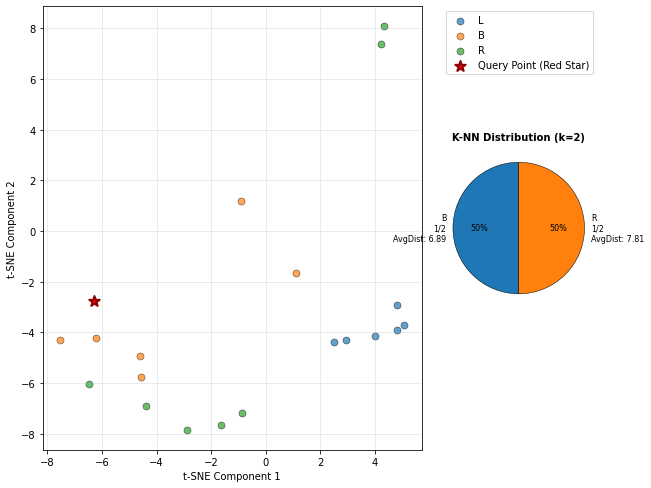 L
B
R
Query Point (Red Star)
K-NN Distribution (k=2)
B
1/2
AvgDist: 6.89
50%
50%
R
1/2
AvgDist: 7.81
t-SNE Component 2
8
6
4
2
0
−2
−4
−6
−8
−8
−6
−4
−2
0
2
4
t-SNE Component 1